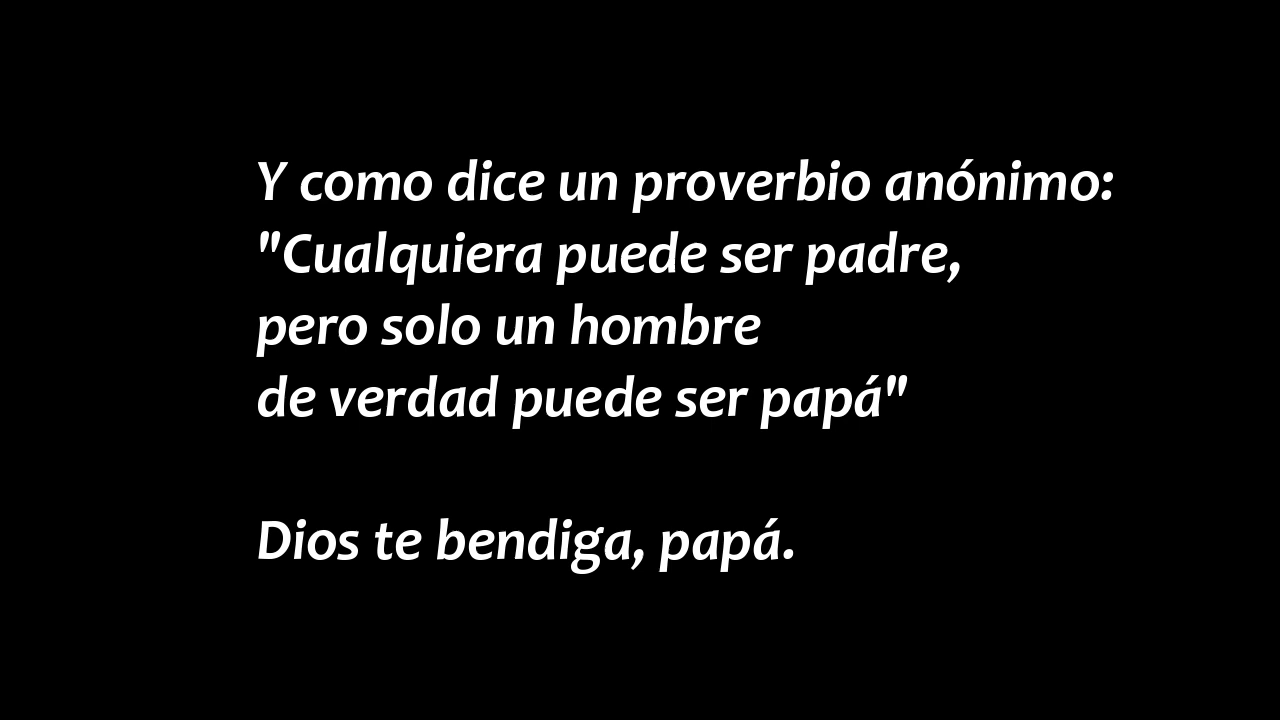 Y como dice un proverbio anónimo:
"Cualquiera puede ser padre,
pero solo un hombre
de verdad puede ser papá"
Dios te bendiga, papá.